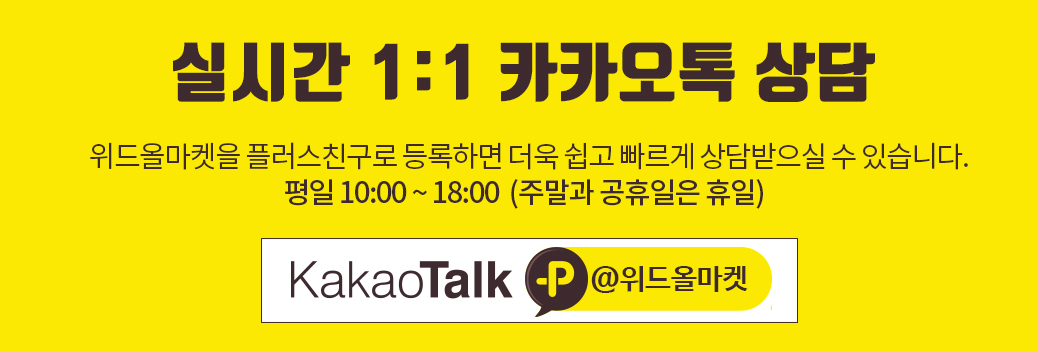 실시간 1:1 카카오톡 상담
위드올마켓을 플러스친구로 등록하면 더욱 쉽고 빠르게 상담받으실 수 있습니다.
평일 10:00 ~ 18:00 (주말과 공휴일은 휴일)
KakaoTalk P @위드올마켓